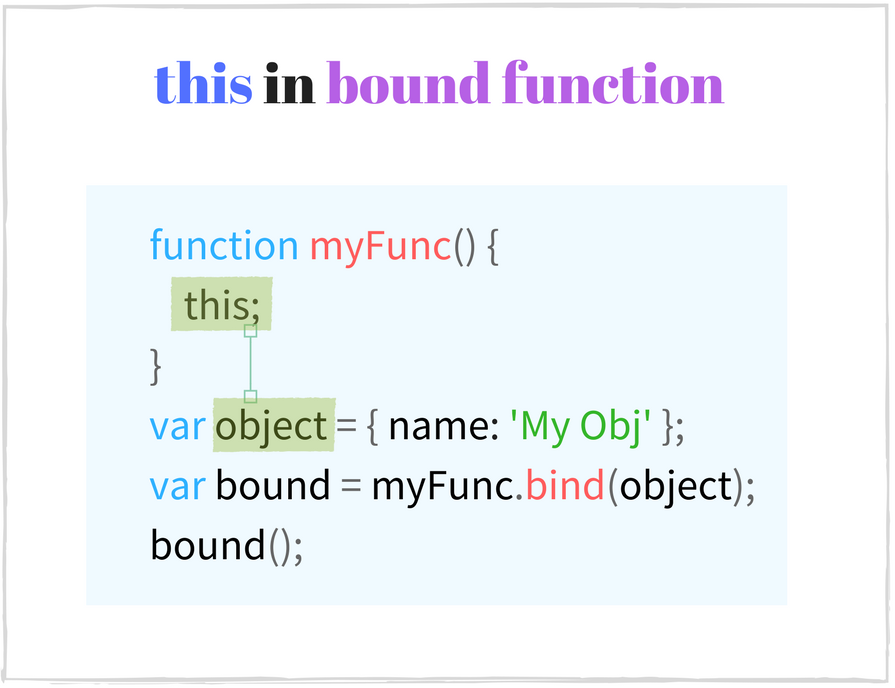 this in bound function
function myFunc() {
this;
}
var object = { name: 'My Obj' };
var bound = myFunc.bind(object);
bound();